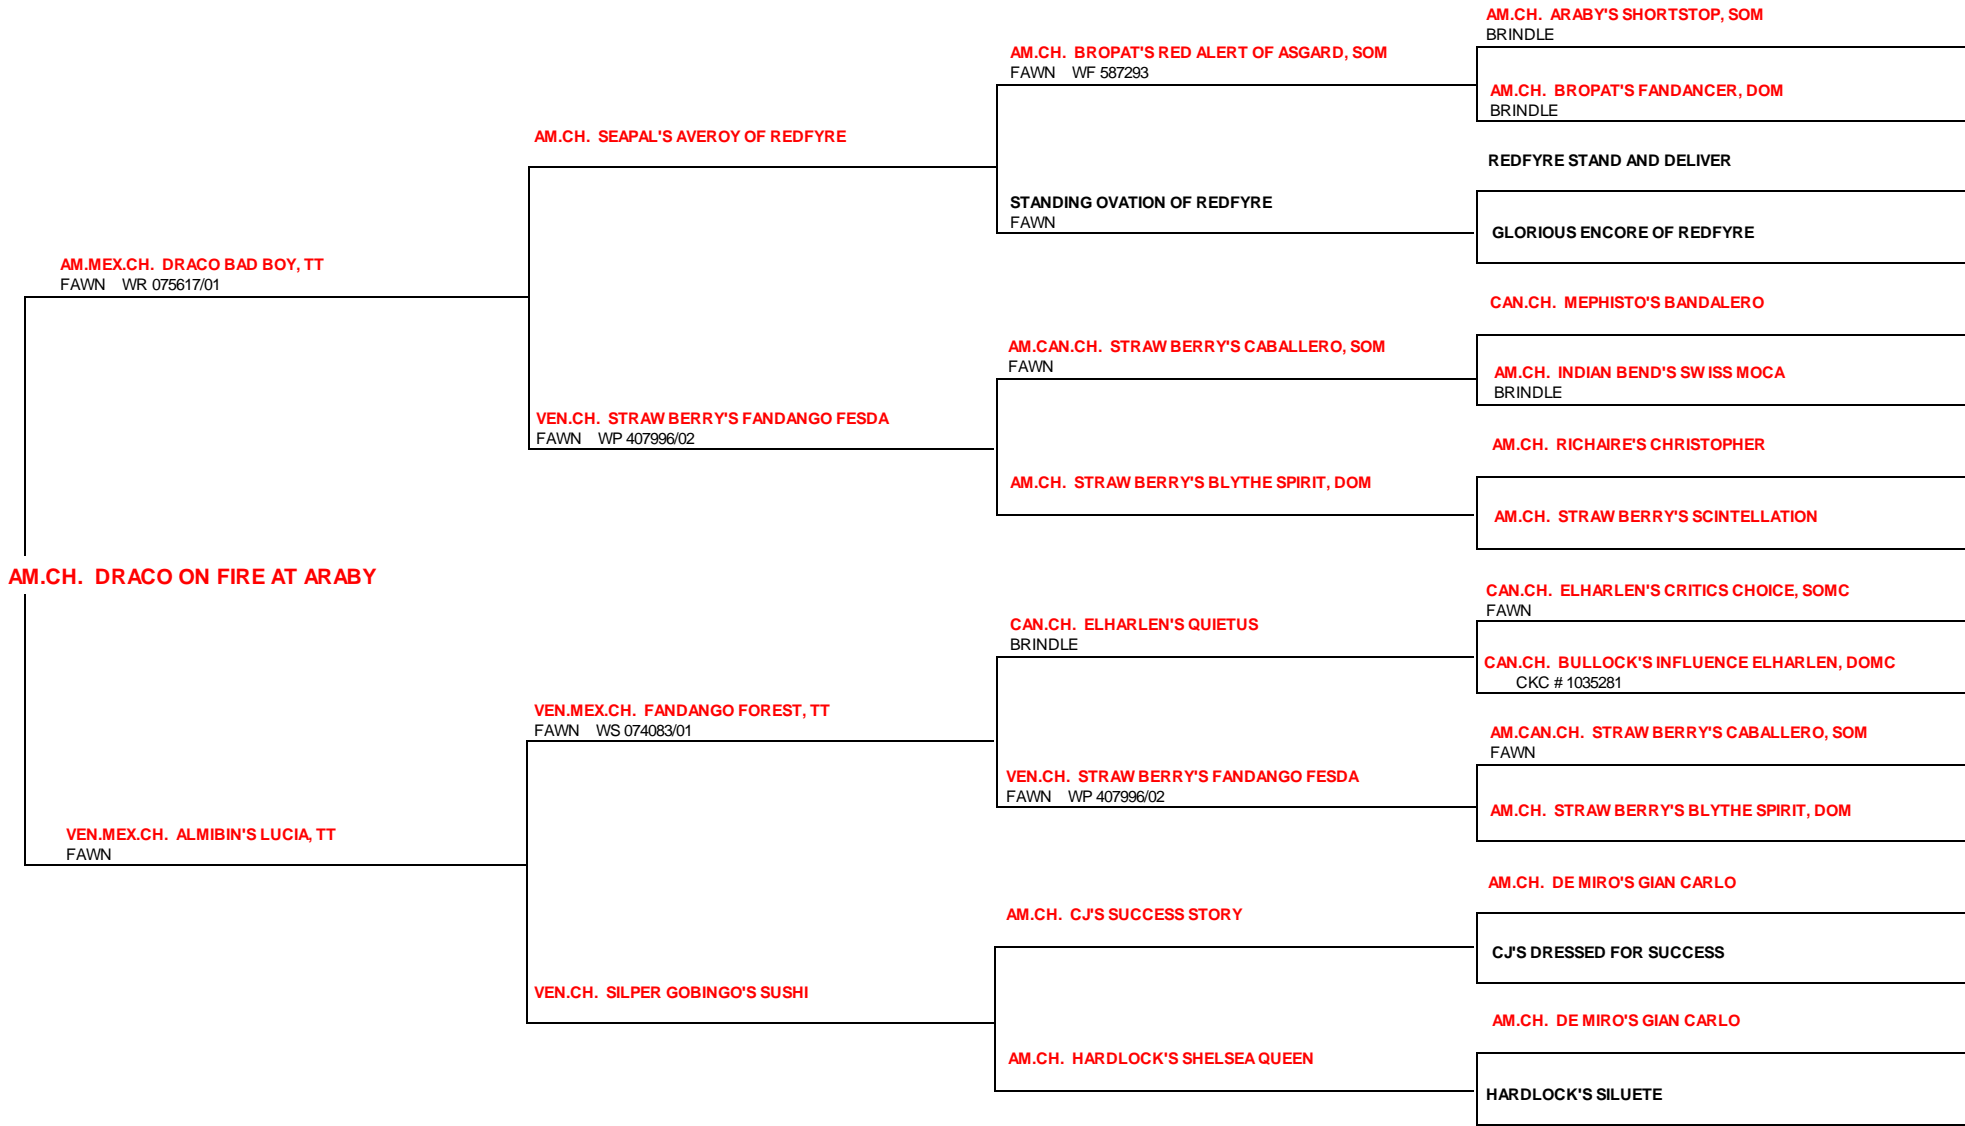 AM.CH. ARABY'S SHORTSTOP, SOM
BRINDLE
AM.CH. BROPAT'S RED ALERT OF ASGARD, SOM
FAWN WF 587293
AM.CH. BROPAT'S FANDANCER, DOM
BRINDLE
AM.CH. SEAPAL'S AVEROY OF REDFYRE
REDFYRE STAND AND DELIVER
STANDING OVATION OF REDFYRE
FAWN
GLORIOUS ENCORE OF REDFYRE
AM.MEX.CH. DRACO BAD BOY, TT
FAWN WR 075617/01
CAN.CH. MEPHISTO'S BANDALERO
AM.CAN.CH. STRAW BERRY'S CABALLERO, SOM
FAWN
AM.CH. INDIAN BEND'S SWISS MOCA
BRINDLE
VEN.CH. STRAW BERRY'S FANDANGO FESDA
FAWN WP 407996/02
AM.CH. RICHAIRE'S CHRISTOPHER
AM.CH. STRAW BERRY'S BLYTHE SPIRIT, DOM
AM.CH. STRAW BERRY'S SCINTELLATION
AM.CH. DRACO ON FIRE AT ARABY
CAN.CH. ELHARLEN'S CRITICS CHOICE, SOMC
FAWN
CAN.CH. ELHARLEN'S QUIETUS
BRINDLE
CAN.CH. BULLOCK'S INFLUENCE ELHARLEN, DOMC
CKC # 1035281
VEN.MEX.CH. FANDANGO FOREST, TT
FAWN WS 074083/01
AM.CAN.CH. STRAW BERRY'S CABALLERO, SOM
FAWN
VEN.CH. STRAW BERRY'S FANDANGO FESDA
FAWN WP 407996/02
AM.CH. STRAW BERRY'S BLYTHE SPIRIT, DOM
VEN.MEX.CH. ALMIBIN'S LUCIA, TT
FAWN
AM.CH. DE MIRO'S GIAN CARLO
AM.CH. CJ'S SUCCESS STORY
CJ'S DRESSED FOR SUCCESS
VEN.CH. SILPER GOBINGO'S SUSHI
AM.CH. DE MIRO'S GIAN CARLO
AM.CH. HARDLOCK'S SHELSEA QUEEN
HARDLOCK'S SILUETE